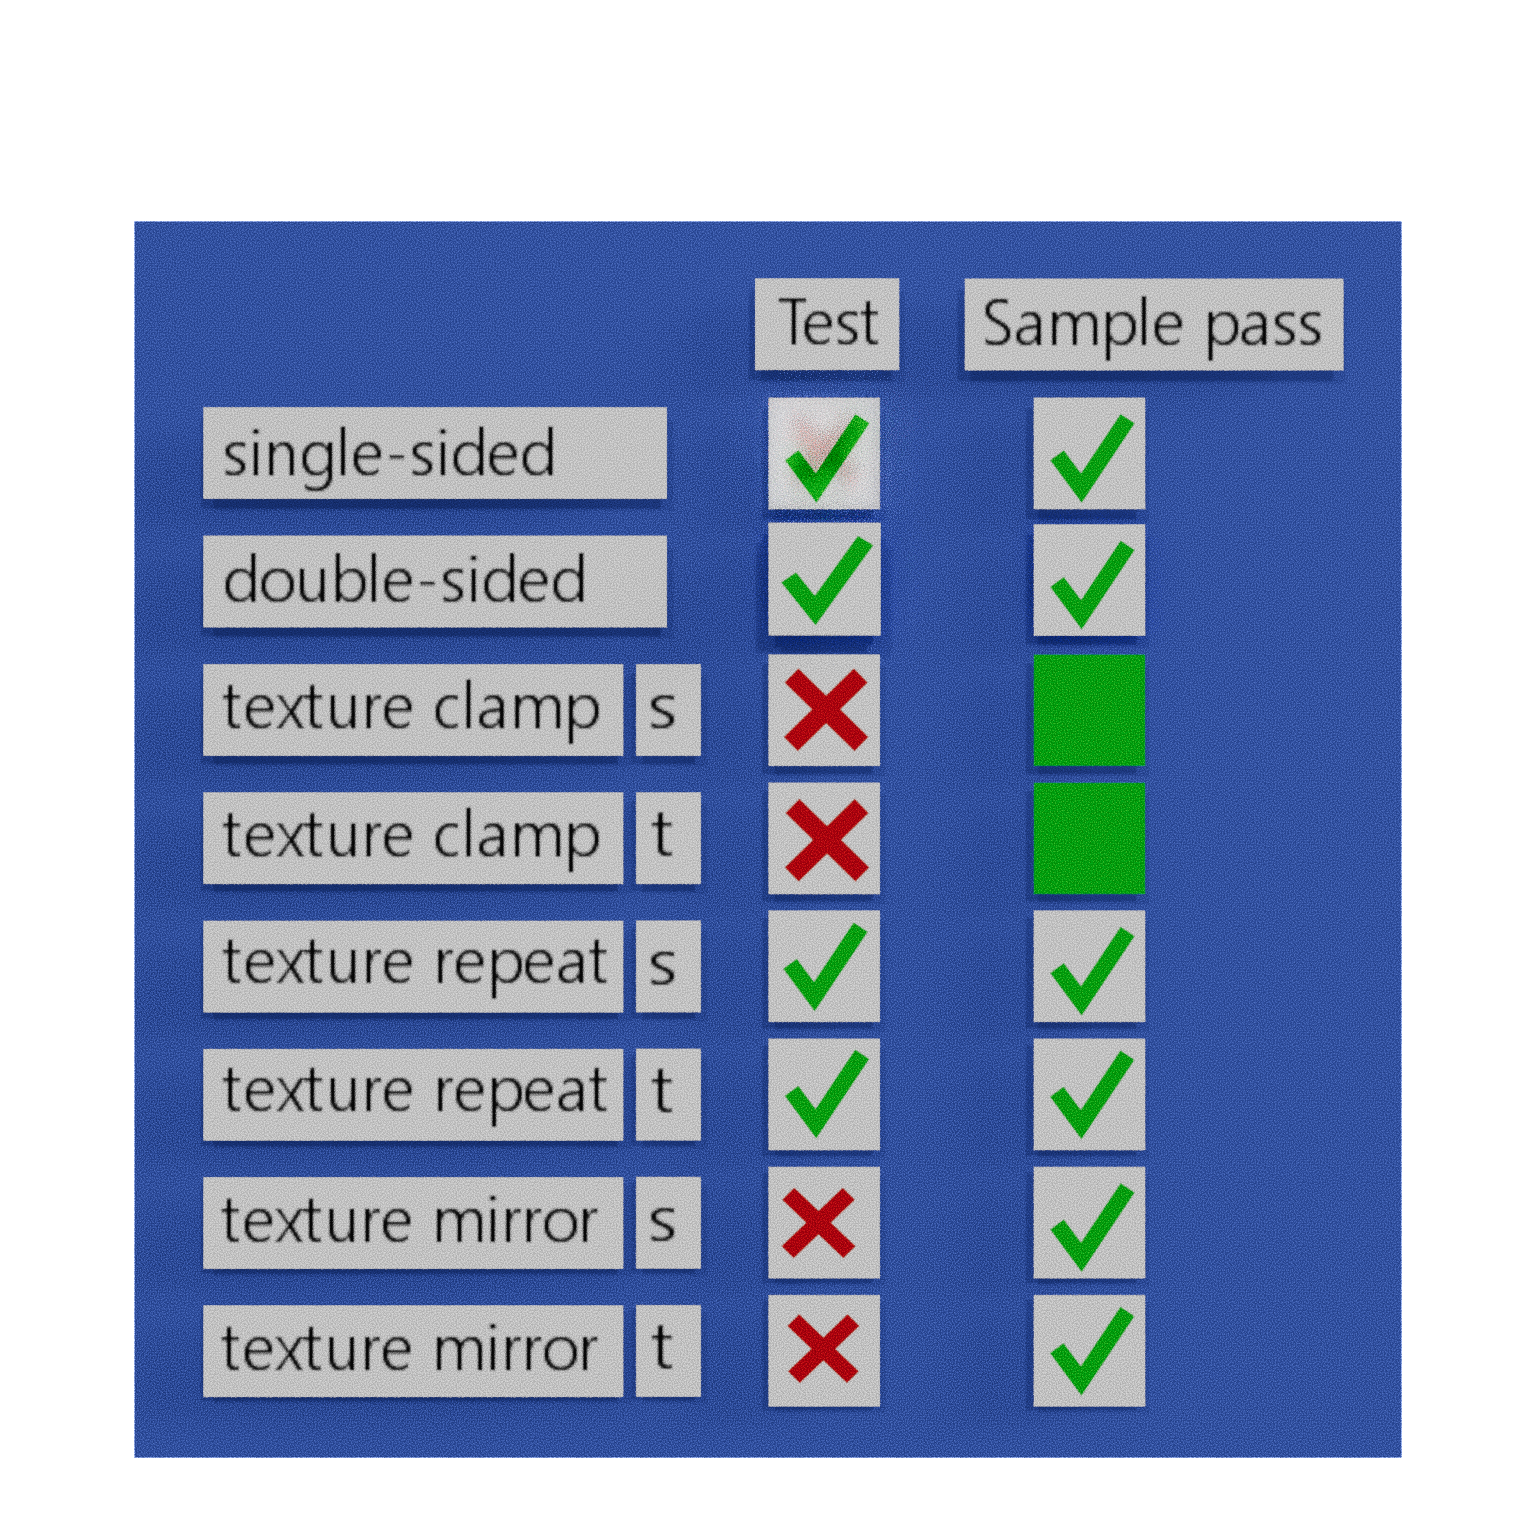 Test Sample pass
single-sided
double-sided
texture clamp s
texture clamp t
texture repeat s
texture repeat t
texture mirror s
texture mirror t